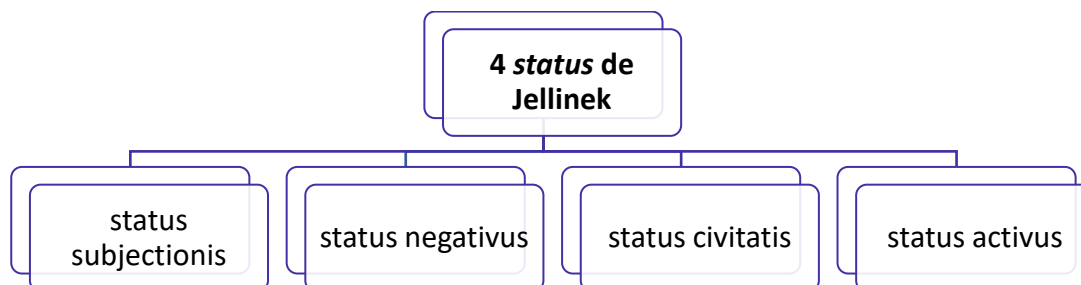 4 status de
Jellinek
status
subjectionis
status negativus
status civitatis
status activus